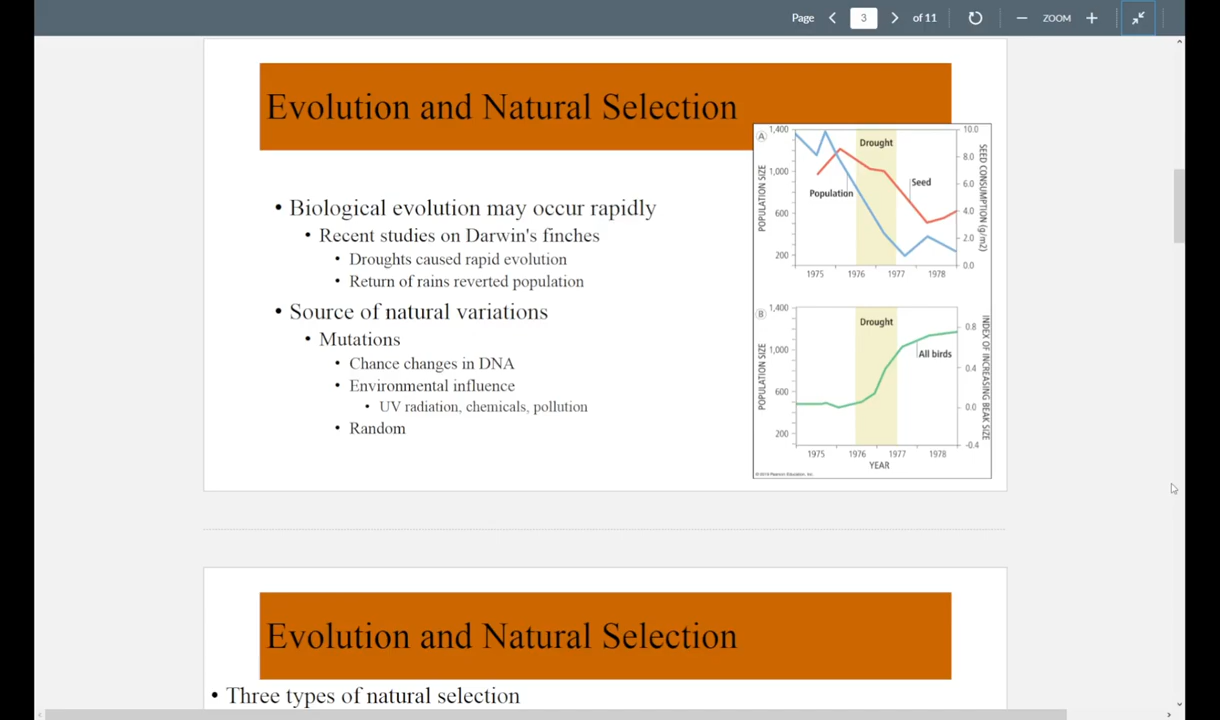 Page 3 of 11 ZOOM
Evolution and Natural Selection
• Biological evolution may occur rapidly
• Recent studies on Darwin's finches
• Droughts caused rapid evolution
• Return of rains reverted population
• Source of natural variations
• Mutations
• Chance changes in DNA
• Environmental influence
• UV radiation, chemicals, pollution
• Random
A
1,400
1,000
600
200
POPULATION SIZE
Drought
Population
Seed
10.0
8.0
6.0
4.0
2.0
0.0
SEED CONSUMPTION (g/m2)
1975 1976 1977 1978
B
1,400
1,000
600
200
POPULATION SIZE
Drought
All birds
0.8
0.4
0.0
-0.4
INDEX OF INCREASING BEAK SIZE
1975 1976 1977 1978
YEAR
Evolution and Natural Selection
• Three types of natural selection